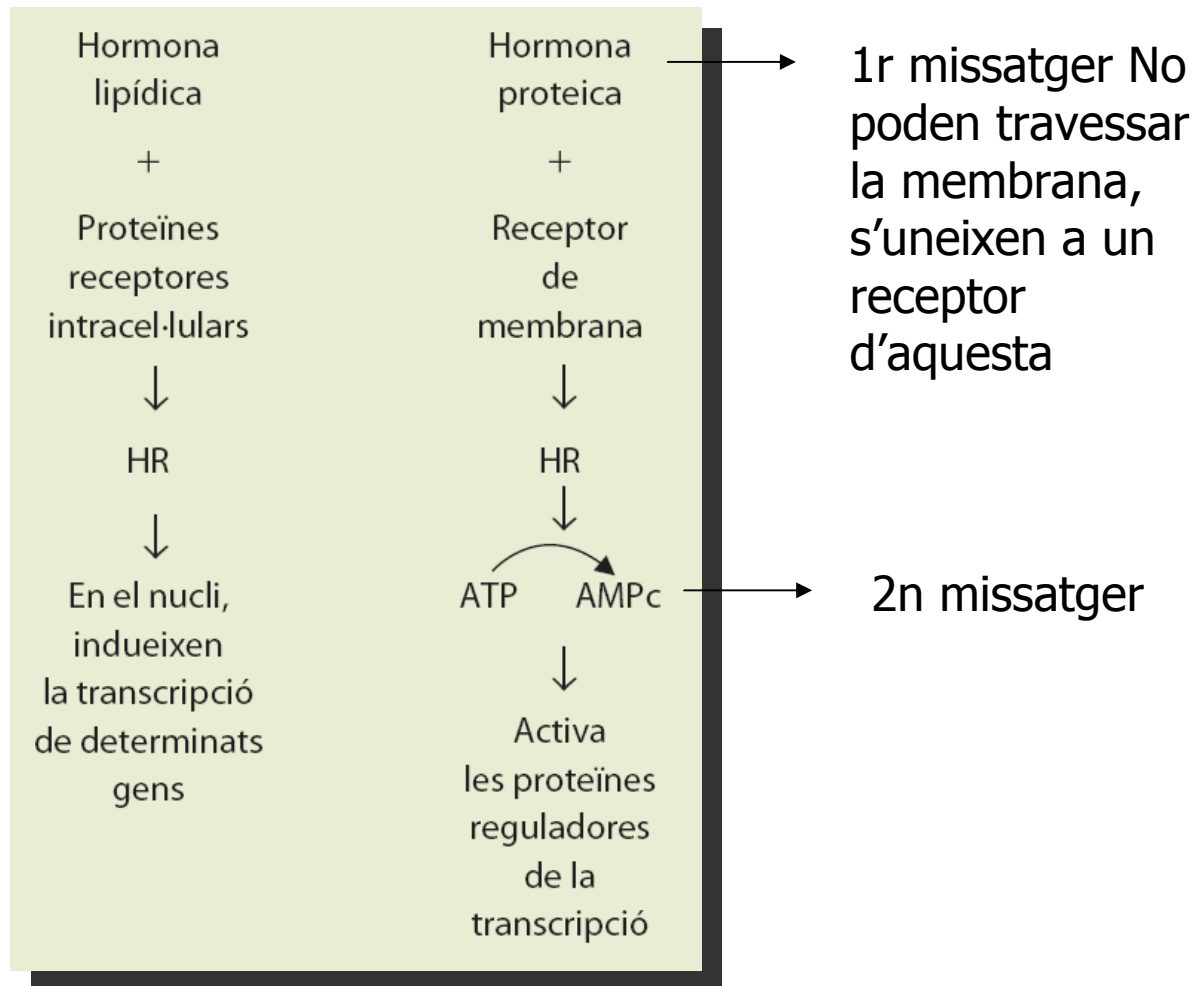 Hormona
lipídica
+
Proteïnes
receptores
intracel·lulars
HR
En el nucli,
indueixen
la transcripció
de determinats
gens
Hormona
proteica
+
Receptor
de
membrana
HR
ATP AMPc
Activa
les proteïnes
reguladores
de la
transcripció
1r missatger No
poden travessar
la membrana,
s’uneixen a un
receptor
d’aquesta
2n missatger